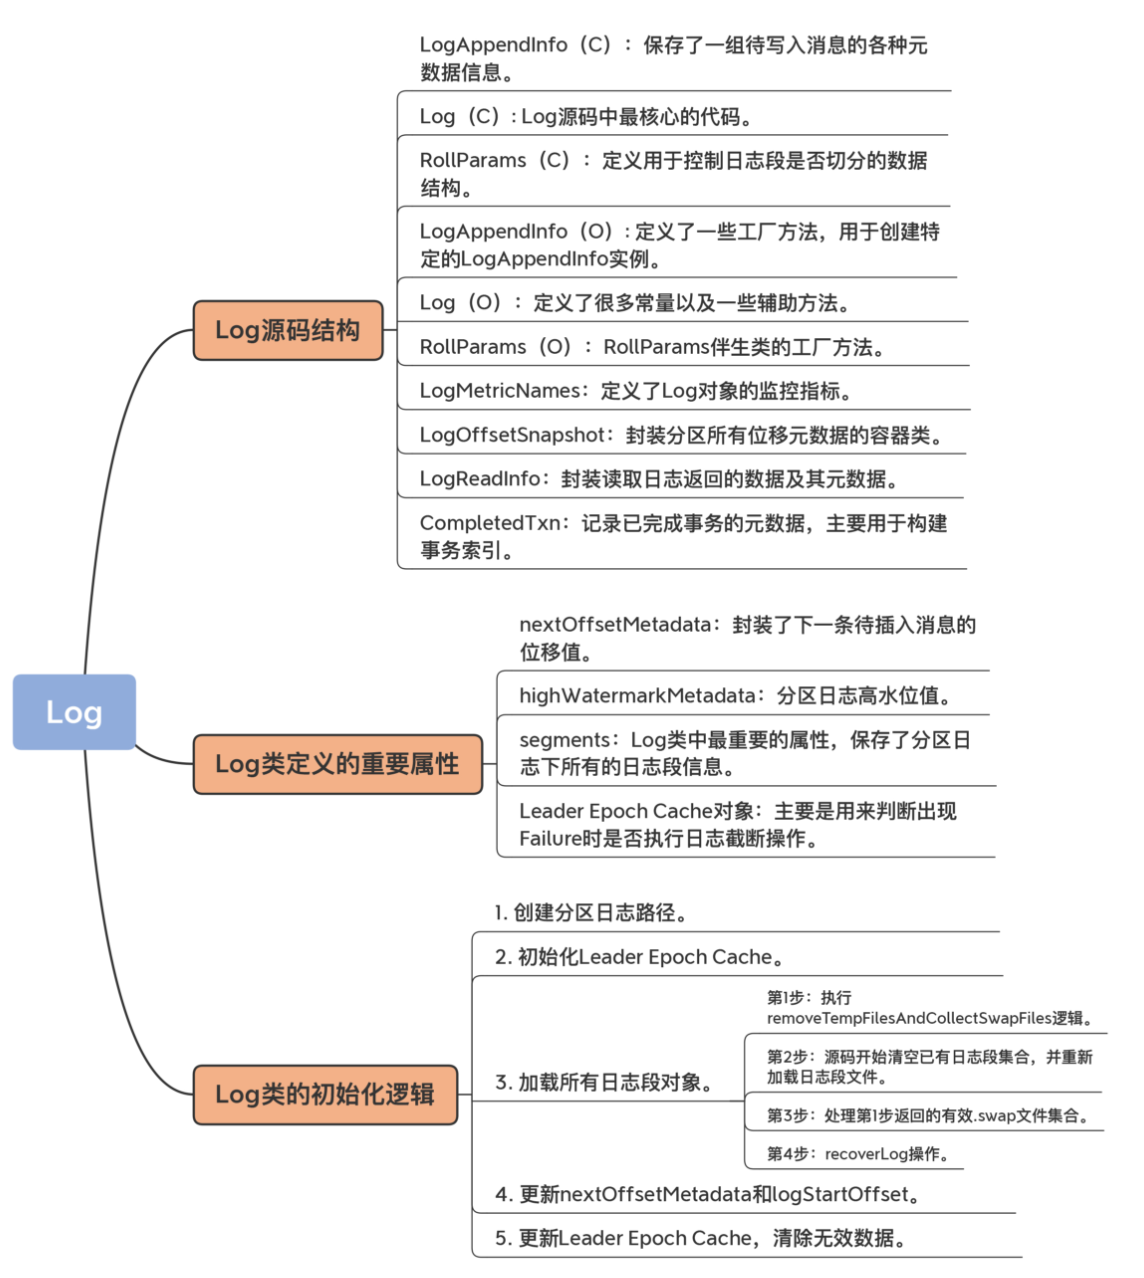 LogAppendInfo（C）：保存了一组待写入消息的各种元
数据信息。
Log（C）：Log源码中最核心的代码。
RollParams（C）：定义用于控制日志段是否切分的数据
结构。
LogAppendInfo（O）：定义了一些工厂方法，用于创建特
定的LogAppendInfo实例。
Log（O）：定义了很多常量以及一些辅助方法。
Log源码结构
RollParams（O）：RollParams伴生类的工厂方法。
LogMetricNames：定义了Log对象的监控指标。
LogOffsetSnapshot：封装分区所有位移元数据的容器类。
LogReadInfo：封装读取日志返回的数据及其元数据。
CompletedTxn：记录已完成事务的元数据，主要用于构建
事务索引。
nextOffsetMetadata：封装了下一条待插入消息的
位移值。
highWatermarkMetadata：分区日志高水位值。
Log
segments：Log类中最重要的属性，保存了分区日
志下所有的日志段信息。
Log类定义的重要属性
Leader Epoch Cache对象：主要是用来判断出现
Failure时是否执行日志截断操作。
1. 创建分区日志路径。
2. 初始化Leader Epoch Cache。
第1步：执行
removeTempFilesAndCollectSwapFiles逻辑。
第2步：源码开始清空已有日志段集合，并重新
加载日志段文件。
3. 加载所有日志段对象。
Log类的初始化逻辑
第3步：处理第1步返回的有效.swap文件集合。
第4步：recoverLog操作。
4. 更新nextOffsetMetadata和logStartOffset。
5. 更新Leader Epoch Cache，清除无效数据。